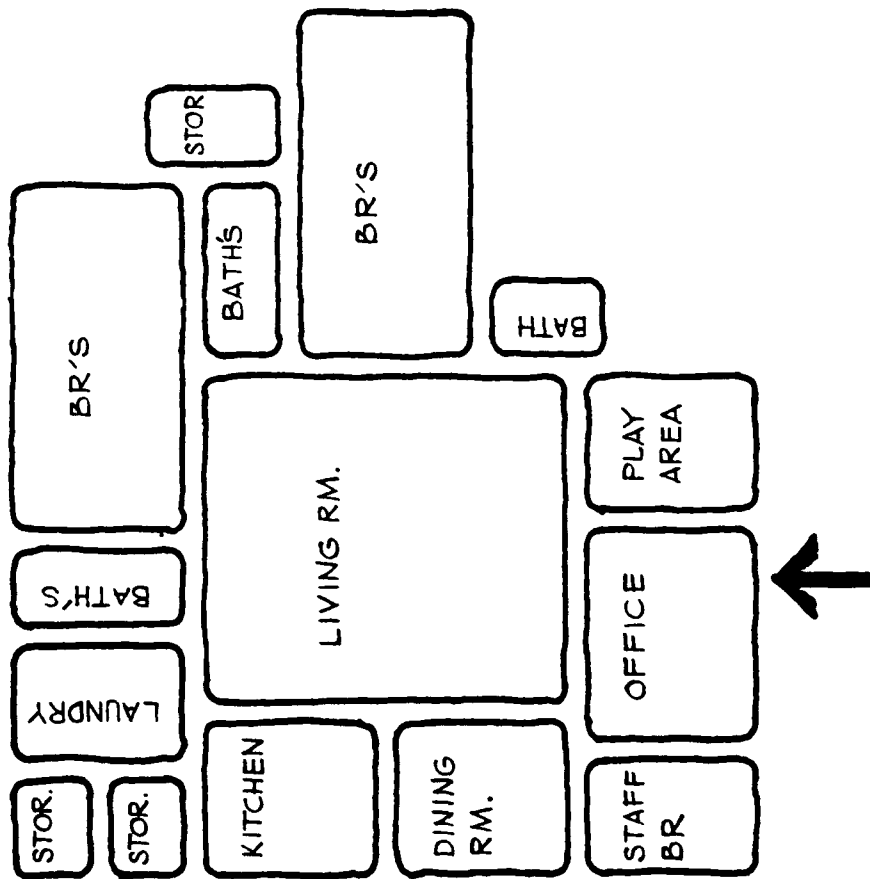 STOR.
STOR.
LAUNDRY
BATH'S
BR'S
STOR
BATH'S
BR'S
KITCHEN
DINING
RM.
LIVING RM.
BATH
STAFF
BR
OFFICE
PLAY
AREA